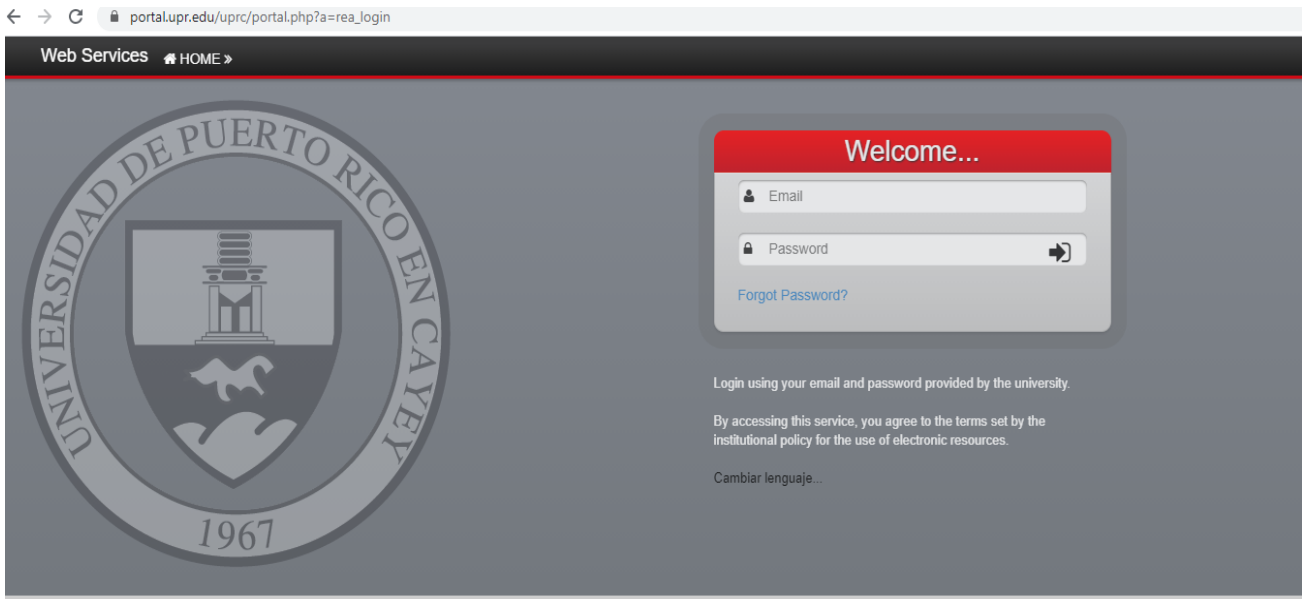 portal.upr.edu/uprc/portal.php?a=rea_login
Web Services HOME »
UNIVERSIDAD DE PUERTO RICO EN CAYEY
1967
Welcome...
Email
Password
Forgot Password?
Login using your email and password provided by the university.
By accessing this service, you agree to the terms set by the
institutional policy for the use of electronic resources.
Cambiar lenguaje...